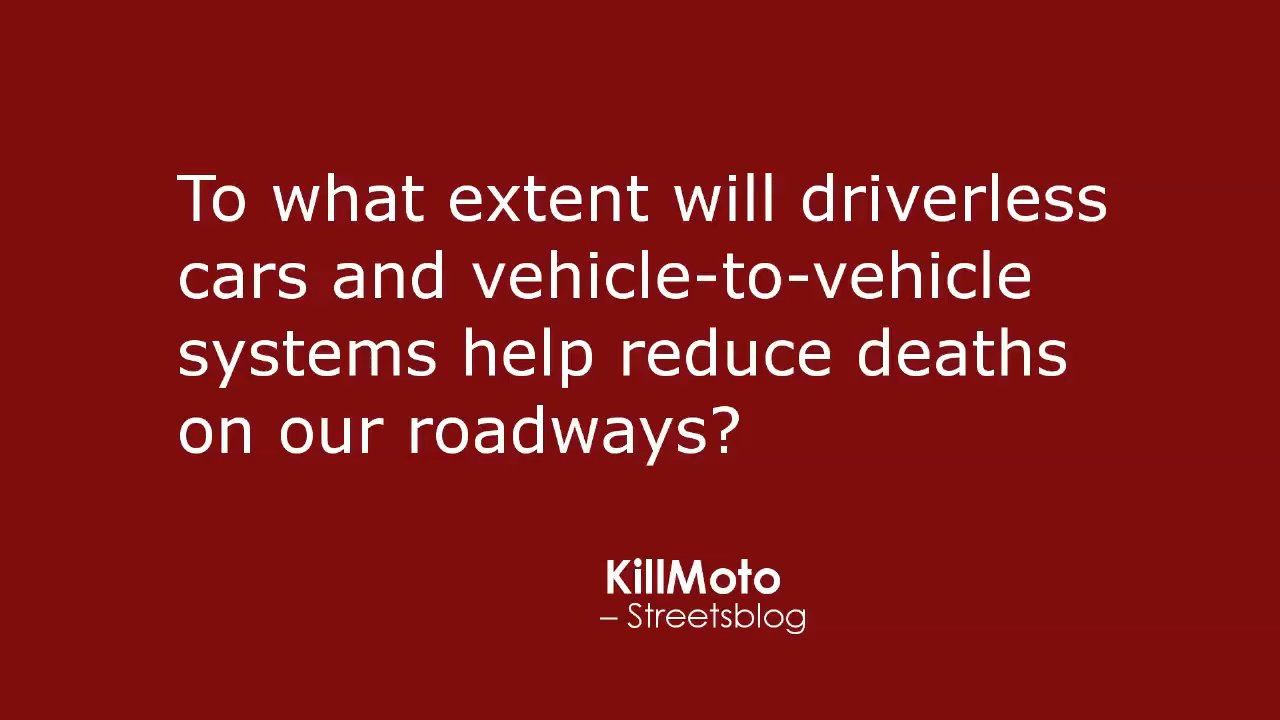 To what extent will driverless
cars and vehicle-to-vehicle
systems help reduce deaths
on our roadways?
KillMoto
– Streetsblog